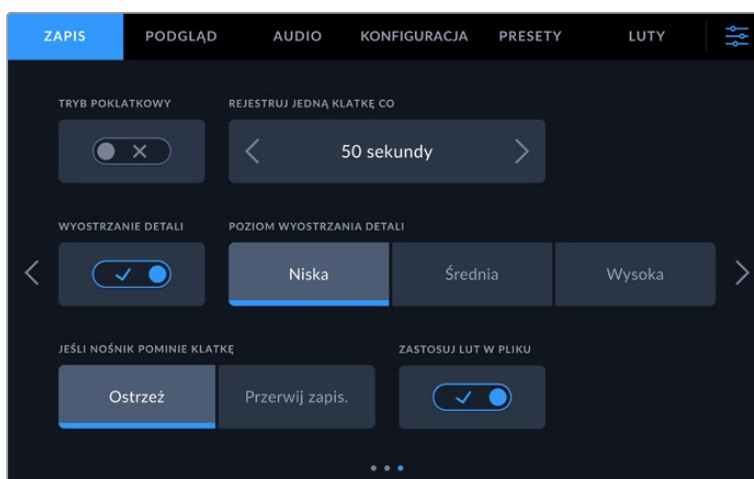 ZAPIS PODGLĄD AUDIO KONFIGURACJA PRESETY LUTY
TRYB POKLATKOWY REJESTRUJ JEDNĄ KLATKĘ CO
50 sekundy
WYOSTRZANIE DETALI POZIOM WYOSTRZANIA DETALI
Niska Średnia Wysoka
JEŚLI NOŚNIK POMINIE KLATKĘ ZASTOSUJ LUT W PLIKU
Ostrzeż Przerwij zapis.